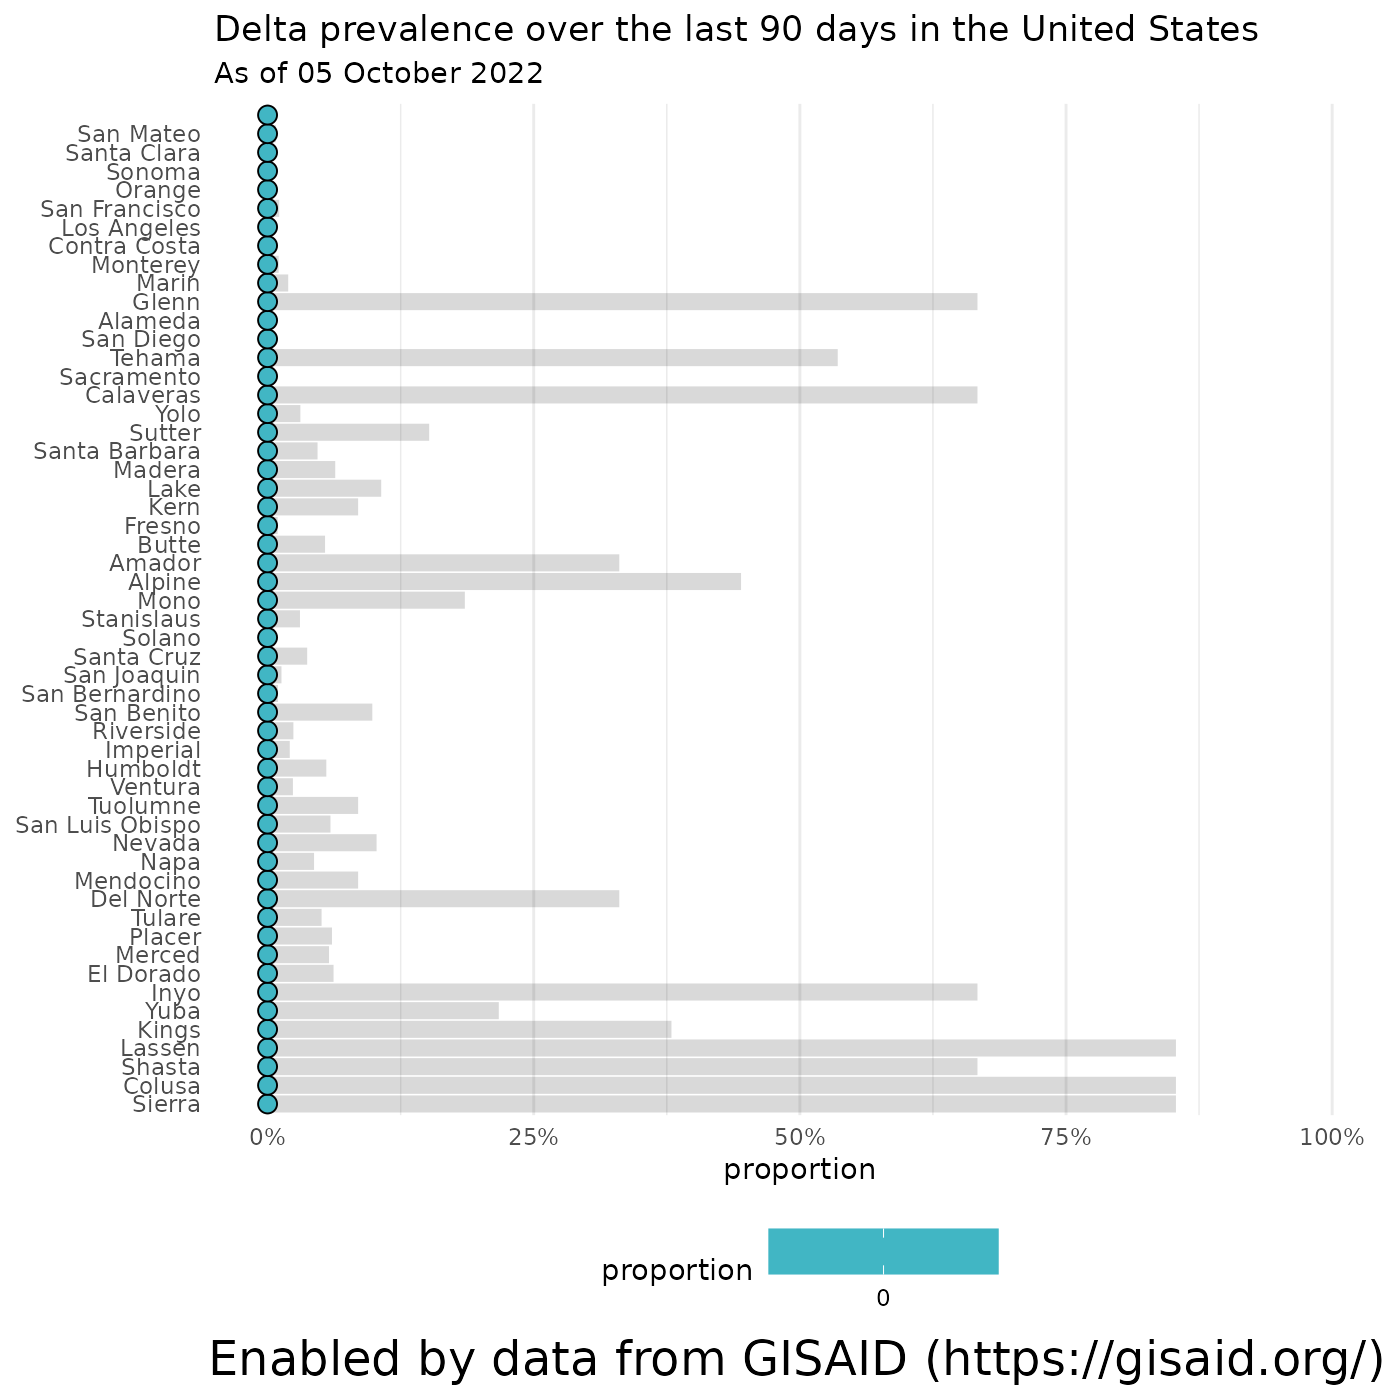 Delta prevalence over the last 90 days in the United States
As of 05 October 2022
San Mateo
Santa Clara
Sonoma
Orange
San Francisco
Los Angeles
Contra Costa
Monterey
Marin
Glenn
Alameda
San Diego
Tehama
Sacramento
Calaveras
Yolo
Sutter
Santa Barbara
Madera
Lake
Kern
Fresno
Butte
Amador
Alpine
Mono
Stanislaus
Solano
Santa Cruz
San Joaquin
San Bernardino
San Benito
Riverside
Imperial
Humboldt
Ventura
Tuolumne
San Luis Obispo
Nevada
Napa
Mendocino
Del Norte
Tulare
Placer
Merced
El Dorado
Inyo
Yuba
Kings
Lassen
Shasta
Colusa
Sierra
0% 25% 50% 75% 100%
proportion
proportion
0
Enabled by data from GISAID (https://gisaid.org/)